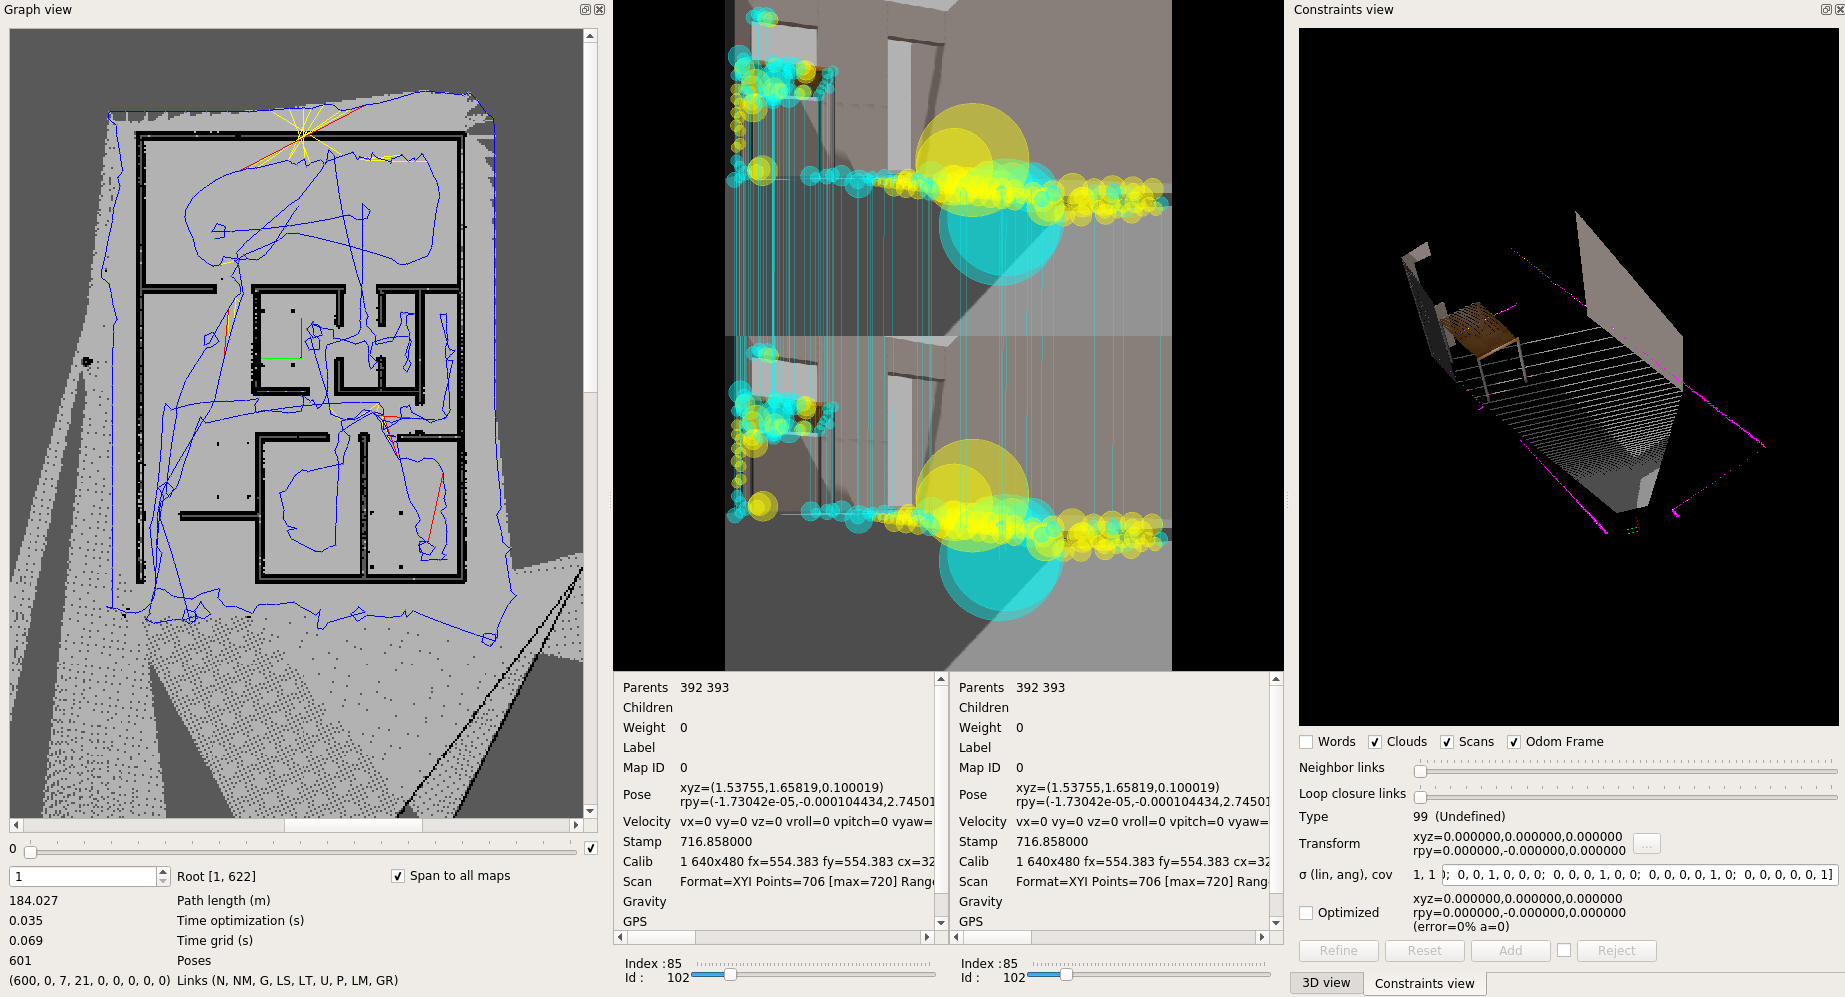 Graph view
0
1
Root [1, 622]
Span to all maps
184.027 Path length (m)
0.035 Time optimization (s)
0.069 Time grid (s)
601 Poses
(600, 0, 7, 21, 0, 0, 0, 0, 0) Links (N, NM, G, LS, LT, U, P, LM, GR)
Parents 392 393
Children
Weight 0
Label
Map ID 0
Pose xyz=(1.53755,1.65819,0.100019)
rpy=(-1.73042e-05,-0.000104434,2.74501
Velocity vx=0 vy=0 vz=0 vroll=0 vpitch=0 vyaw=
Stamp 716.858000
Calib 1 640x480 fx=554.383 fy=554.383 cx=32
Scan Format=XYI Points=706 [max=720] Rang
Gravity
GPS
Index : 85
Id : 102
Parents 392 393
Children
Weight 0
Label
Map ID 0
Pose xyz=(1.53755,1.65819,0.100019)
rpy=(-1.73042e-05,-0.000104434,2.74501
Velocity vx=0 vy=0 vz=0 vroll=0 vpitch=0 vyaw=
Stamp 716.858000
Calib 1 640x480 fx=554.383 fy=554.383 cx=32
Scan Format=XYI Points=706 [max=720] Rang
Gravity
GPS
Index : 85
Id : 102
Constraints view
Words Clouds Scans Odom Frame
Neighbor links
Loop closure links
Type 99 (Undefined)
Transform xyz=0.000000,0.000000,0.000000
rpy=0.000000,-0.000000,0.000000
...
σ (lin, ang), cov 1, 1 ); 0, 0, 1, 0, 0, 0; 0, 0, 0, 1, 0, 0; 0, 0, 0, 0, 1, 0; 0, 0, 0, 0, 0, 1]
Optimized xyz=0.000000,0.000000,0.000000
rpy=0.000000,-0.000000,0.000000
(error=0% a=0)
Refine Reset Add Reject
3D view Constraints view